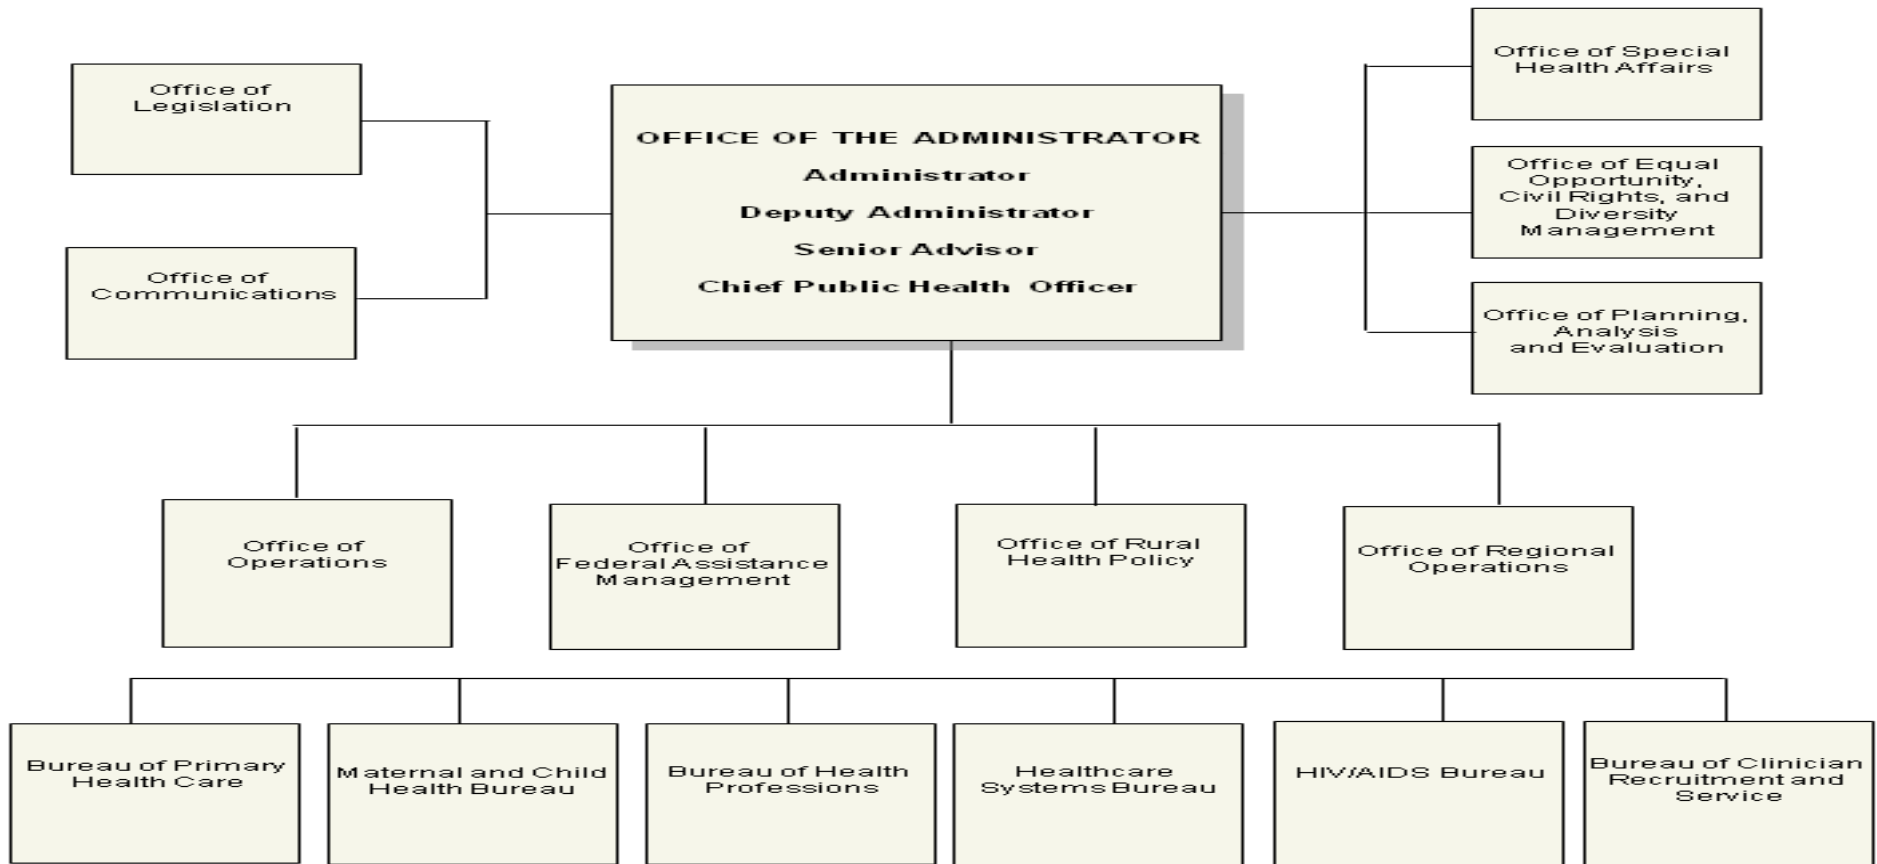 Office of
Legislation
Office of
Communications
OFFICE OF THE ADMINISTRATOR
Administrator
Deputy Administrator
Senior Advisor
Chief Public Health Officer
Office of Special
Health Affairs
Office of Equal
Opportunity,
Civil Rights, and
Diversity
Management
Office of Planning,
Analysis
and Evaluation
Office of
Operations
Office of
Federal Assistance
Management
Office of Rural
Health Policy
Office of Regional
Operations
Bureau of Primary
Health Care
Maternal and Child
Health Bureau
Bureau of Health
Professions
Healthcare
Systems Bureau
HIV/AIDS Bureau
Bureau of Clinician
Recruitment and
Service